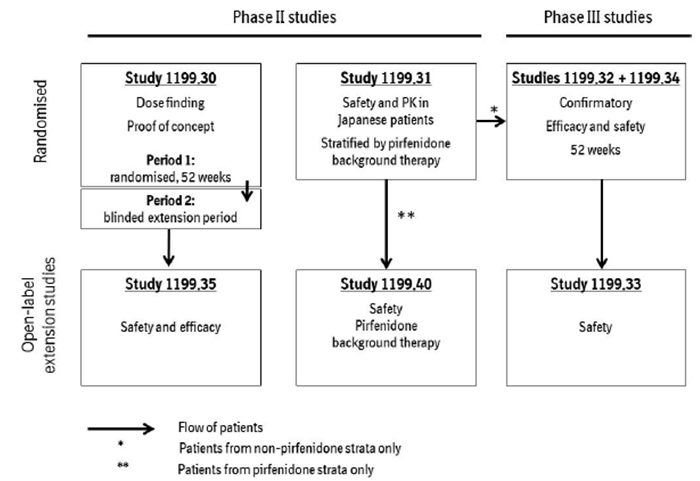 Phase II studies
Phase III studies
Randomised
Study 1199.30
Dose finding
Proof of concept
Period 1:
randomised, 52 weeks
Period 2:
blinded extension period
Study 1199.31
Safety and PK in
Japanese patients
Stratified by pirfenidone
background therapy
*
**
Studies 1199.32 + 1199.34
Confirmatory
Efficacy and safety
52 weeks
Open-label
extension studies
Study 1199.35
Safety and efficacy
Study 1199.40
Safety
Pirfenidone
background therapy
Study 1199.33
Safety
Flow of patients
* Patients from non-pirfenidone strata only
** Patients from pirfenidone strata only